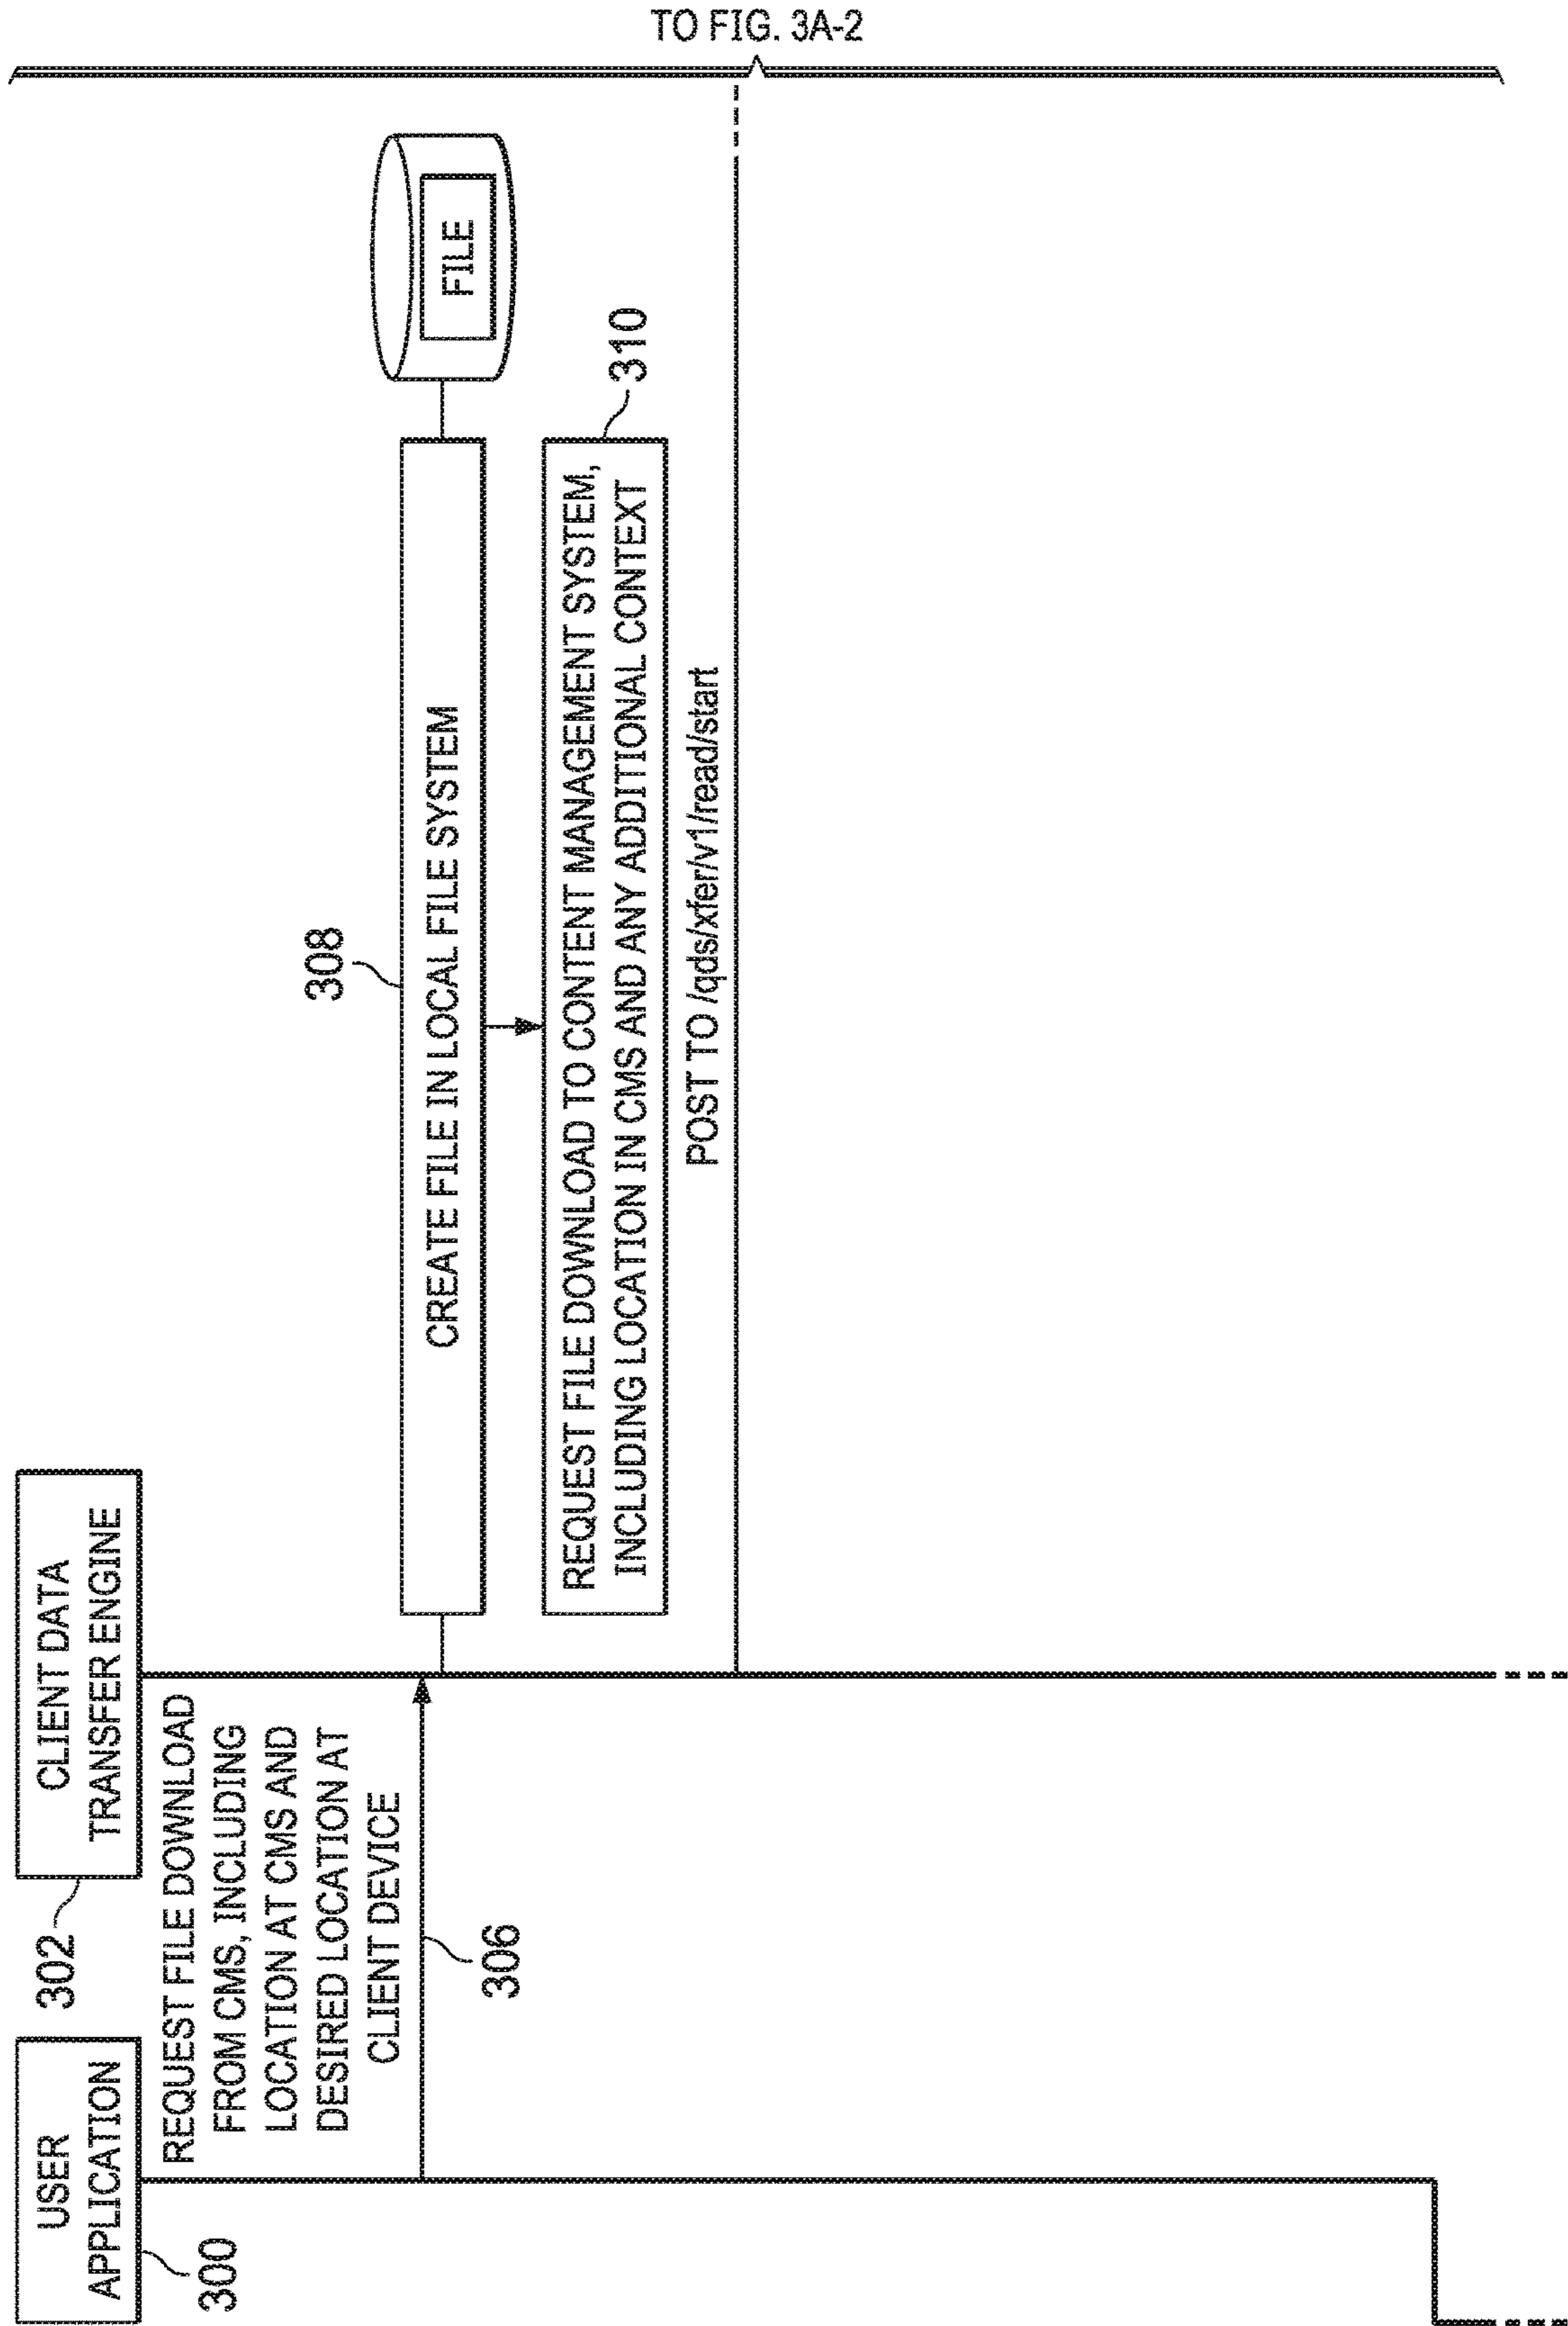 TO FIG. 3A-2
USER
APPLICATION
300
CLIENT DATA
TRANSFER ENGINE
302
REQUEST FILE DOWNLOAD
FROM CMS, INCLUDING
LOCATION AT CMS AND
DESIRED LOCATION AT
CLIENT DEVICE
306
308
CREATE FILE IN LOCAL FILE SYSTEM
FILE
310
REQUEST FILE DOWNLOAD TO CONTENT MANAGEMENT SYSTEM,
INCLUDING LOCATION IN CMS AND ANY ADDITIONAL CONTEXT
POST TO /qds/xfer/v1/read/start